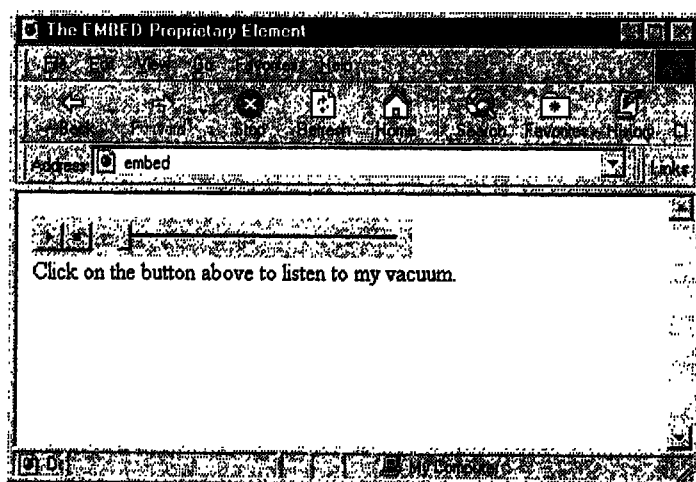 The EMBED Proprietary Element
File Edit View Go Favorites Help
Back Forward Stop Refresh Home Search Favorites History
Address embed Links
Click on the button above to listen to my vacuum.
My Computer